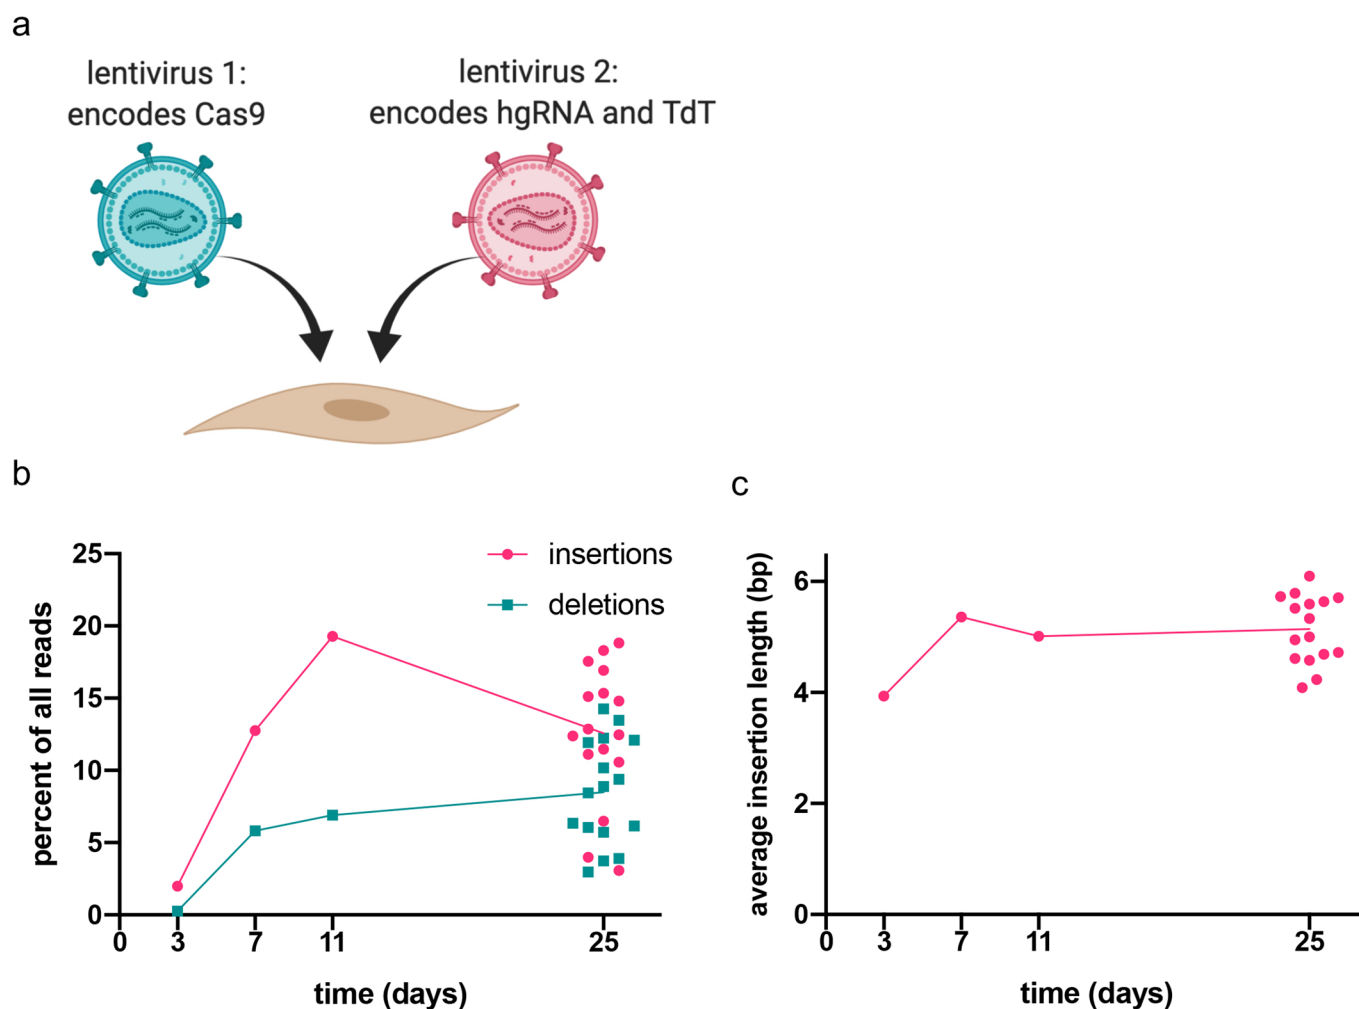 a
lentivirus 1:
encodes Cas9
lentivirus 2:
encodes hgRNA and TdT
b
percent of all reads
25
20
15
10
5
0
insertions
deletions
0 3 7 11 25
time (days)
c
average insertion length (bp)
6
4
2
0
0 3 7 11 25
time (days)